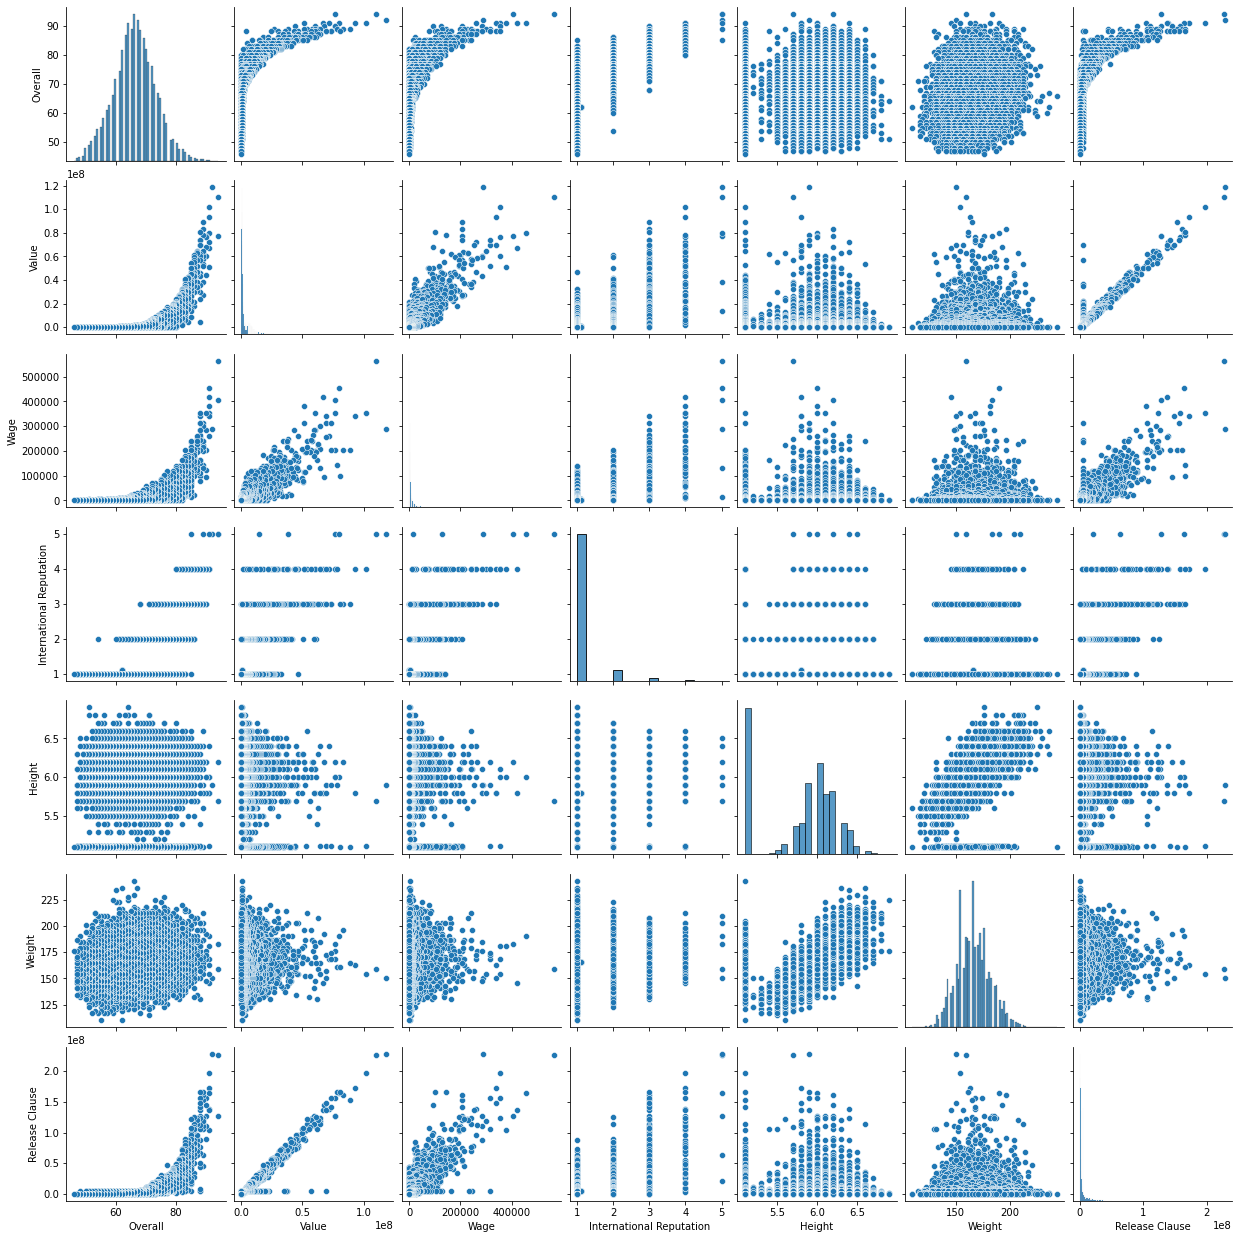 90
80
70
60
50
Overall
1e8
1.2
1.0
0.8
0.6
0.4
0.2
0.0
Value
500000
400000
300000
200000
100000
0
Wage
5
4
3
2
1
International Reputation
6.5
6.0
5.5
Height
225
200
175
150
125
Weight
1e8
2.0
1.5
1.0
0.5
0.0
Release Clause
60 80
Overall
0.0 0.5 1.0
1e8
Value
0 200000 400000
Wage
1 2 3 4 5
International Reputation
5.5 6.0 6.5
Height
150 200
Weight
0 1 2
1e8
Release Clause